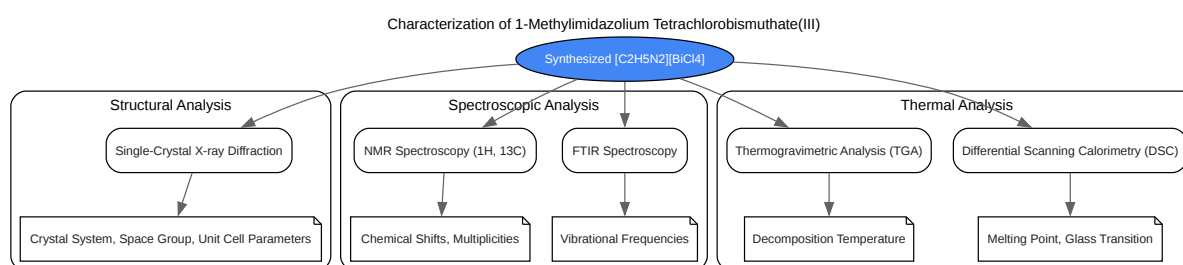 Characterization of 1-Methylimidazolium Tetrachlorobismuthate(III)
Synthesized [C2H5N2][BiCl4]
Structural Analysis
Spectroscopic Analysis
Thermal Analysis
Single-Crystal X-ray Diffraction
NMR Spectroscopy (1H, 13C)
FTIR Spectroscopy
Thermogravimetric Analysis (TGA)
Differential Scanning Calorimetry (DSC)
Crystal System, Space Group, Unit Cell Parameters
Chemical Shifts, Multiplicities
Vibrational Frequencies
Decomposition Temperature
Melting Point, Glass Transition